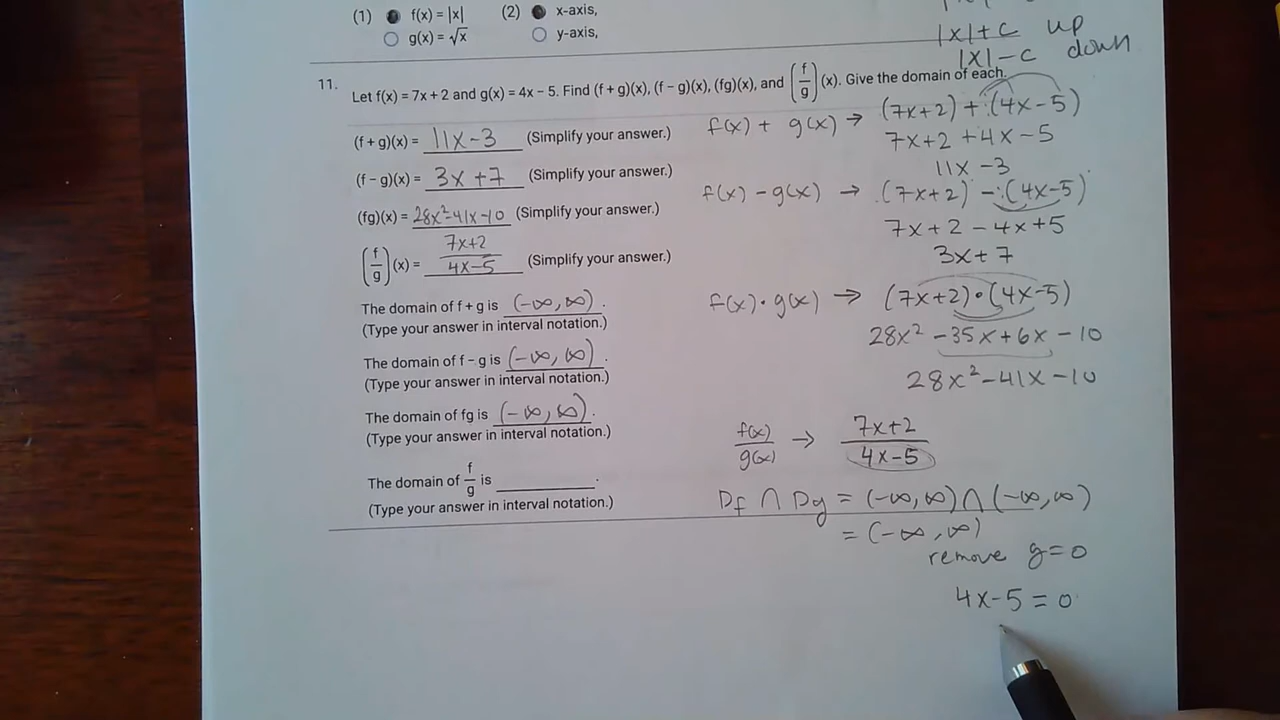 (1) f(x) = |x| (2) x-axis,
g(x) = √x y-axis,
|x|+c up
|x|-c down
11. Let f(x) = 7x + 2 and g(x) = 4x − 5. Find (f + g)(x), (f − g)(x), (fg)(x), and (f/g)(x). Give the domain of each.
(f + g)(x) = 11x-3 (Simplify your answer.)
(f − g)(x) = 3x+7 (Simplify your answer.)
(fg)(x) = 28x²-41x-10 (Simplify your answer.)
(f/g)(x) = 7x+2/4x-5 (Simplify your answer.)
The domain of f + g is (-∞,∞).
(Type your answer in interval notation.)
The domain of f − g is (-∞,∞).
(Type your answer in interval notation.)
The domain of fg is (-∞,∞).
(Type your answer in interval notation.)
The domain of f/g is ________.
(Type your answer in interval notation.)
f(x) + g(x) → (7x+2) + (4x-5)
7x+2 +4x-5
11x-3
f(x) - g(x) → (7x+2) - (4x-5)
7x+2 -4x+5
3x+7
f(x)•g(x) → (7x+2)•(4x-5)
28x² -35x+6x -10
28x²-41x-10
f(x)/g(x) → 7x+2/4x-5
Df ∩ Dg = (-∞,∞)∩(-∞,∞)
= (-∞,∞)
remove g=0
4x-5=0